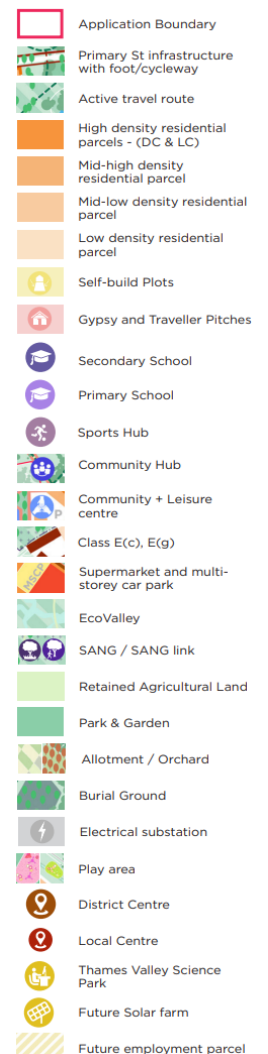 Application Boundary
Primary St infrastructure
with foot/cycleway
Active travel route
High density residential
parcels - (DC & LC)
Mid-high density
residential parcel
Mid-low density residential
parcel
Low density residential
parcel
Self-build Plots
Gypsy and Traveller Pitches
Secondary School
Primary School
Sports Hub
Community Hub
Community + Leisure
centre
P
Class E(c), E(g)
MSCP
Supermarket and multi-
storey car park
EcoValley
SANG / SANG link
Retained Agricultural Land
Park & Garden
Allotment / Orchard
Burial Ground
Electrical substation
Play area
District Centre
Local Centre
Thames Valley Science
Park
Future Solar farm
Future employment parcel